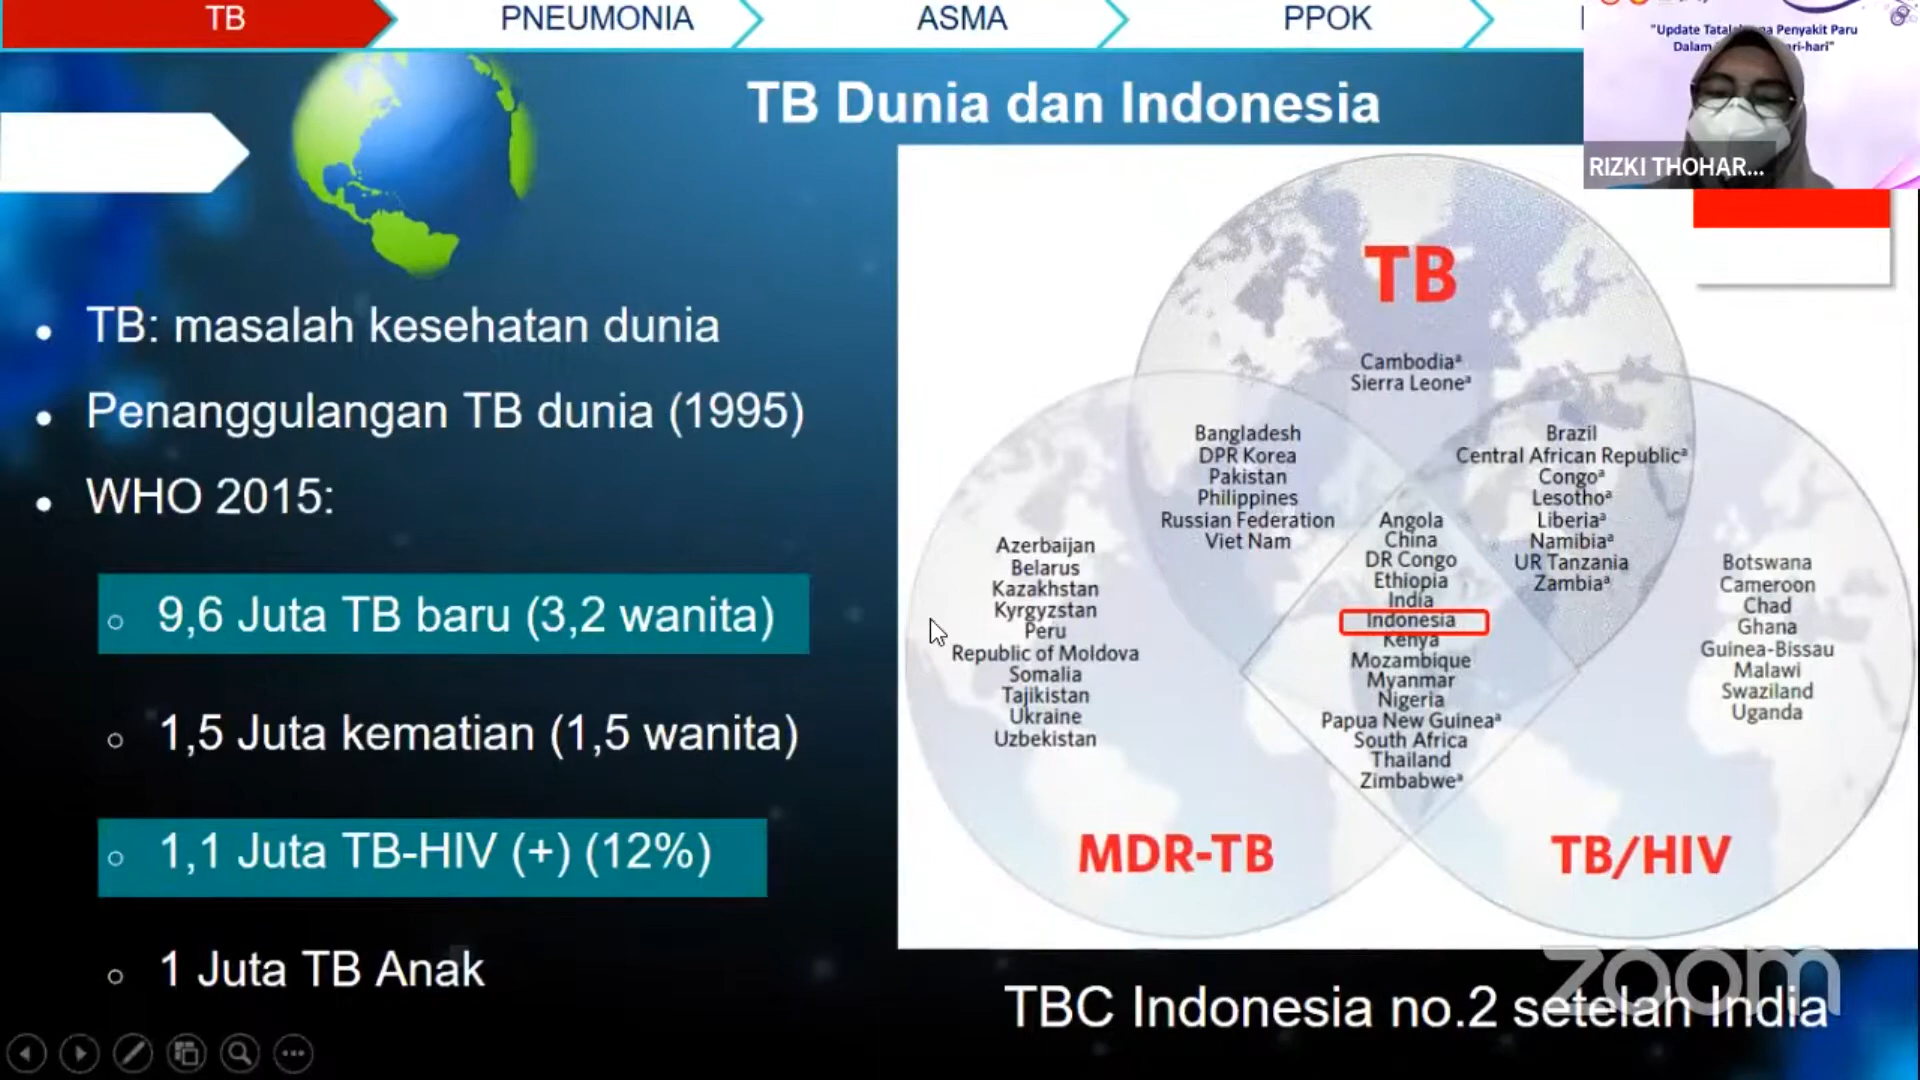 TB
PNEUMONIA
ASMA
PPOK
"Update Tatala a Penyakit Paru
Dalam ri-hari"
RIZKI THOHAR...
TB Dunia dan Indonesia
TB: masalah kesehatan dunia
Penanggulangan TB dunia (1995)
WHO 2015:
9,6 Juta TB baru (3,2 wanita)
1,5 Juta kematian (1,5 wanita)
1,1 Juta TB-HIV (+) (12%)
1 Juta TB Anak
TB
Cambodiaª
Sierra Leoneª
Bangladesh
DPR Korea
Pakistan
Philippines
Russian Federation
Viet Nam
Brazil
Central African Republicª
Congoª
Lesothoª
Liberiaª
Namibiaª
UR Tanzania
Zambiaª
Azerbaijan
Belarus
Kazakhstan
Kyrgyzstan
Peru
Republic of Moldova
Somalia
Tajikistan
Ukraine
Uzbekistan
Angola
China
DR Congo
Ethiopia
India
Indonesia
Kenya
Mozambique
Myanmar
Nigeria
Papua New Guineaª
South Africa
Thailand
Zimbabweª
Botswana
Cameroon
Chad
Ghana
Guinea-Bissau
Malawi
Swaziland
Uganda
MDR-TB
TB/HIV
zoom
TBC Indonesia no.2 setelah India